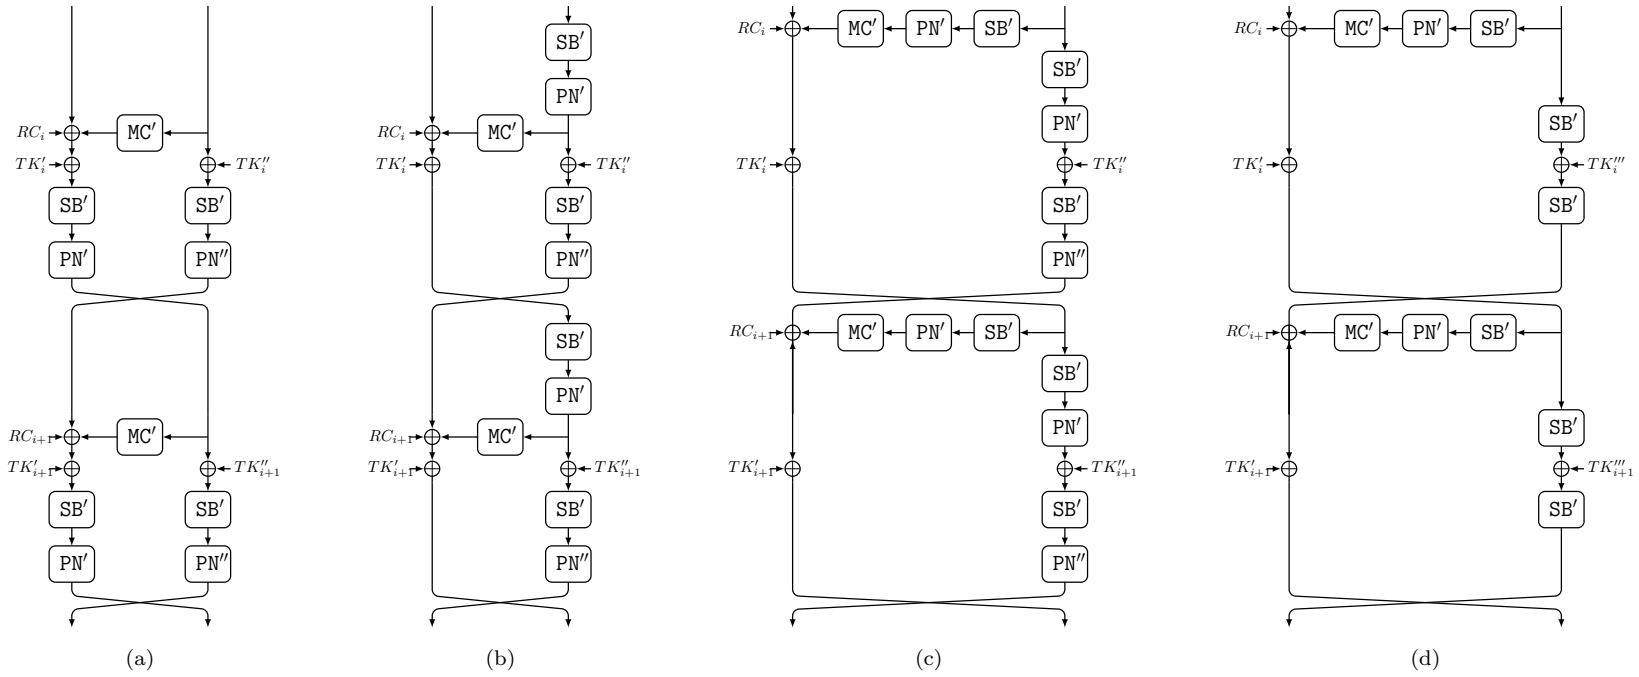 RC_i MC′
TK′_i TK″_i
SB′ SB′
PN′ PN″
RC_{i+1} MC′
TK′_{i+1} TK″_{i+1}
SB′ SB′
PN′ PN″
(a)
SB′
PN′
RC_i MC′
TK′_i TK″_i
SB′
PN″
SB′
PN′
RC_{i+1} MC′
TK′_{i+1} TK″_{i+1}
SB′
PN″
(b)
RC_i MC′ PN′ SB′
SB′
PN′
TK′_i TK″_i
SB′
PN″
RC_{i+1} MC′ PN′ SB′
SB′
PN′
TK′_{i+1} TK″_{i+1}
SB′
PN″
(c)
RC_i MC′ PN′ SB′
SB′
TK′_i TK‴_i
SB′
RC_{i+1} MC′ PN′ SB′
SB′
TK′_{i+1} TK‴_{i+1}
SB′
(d)